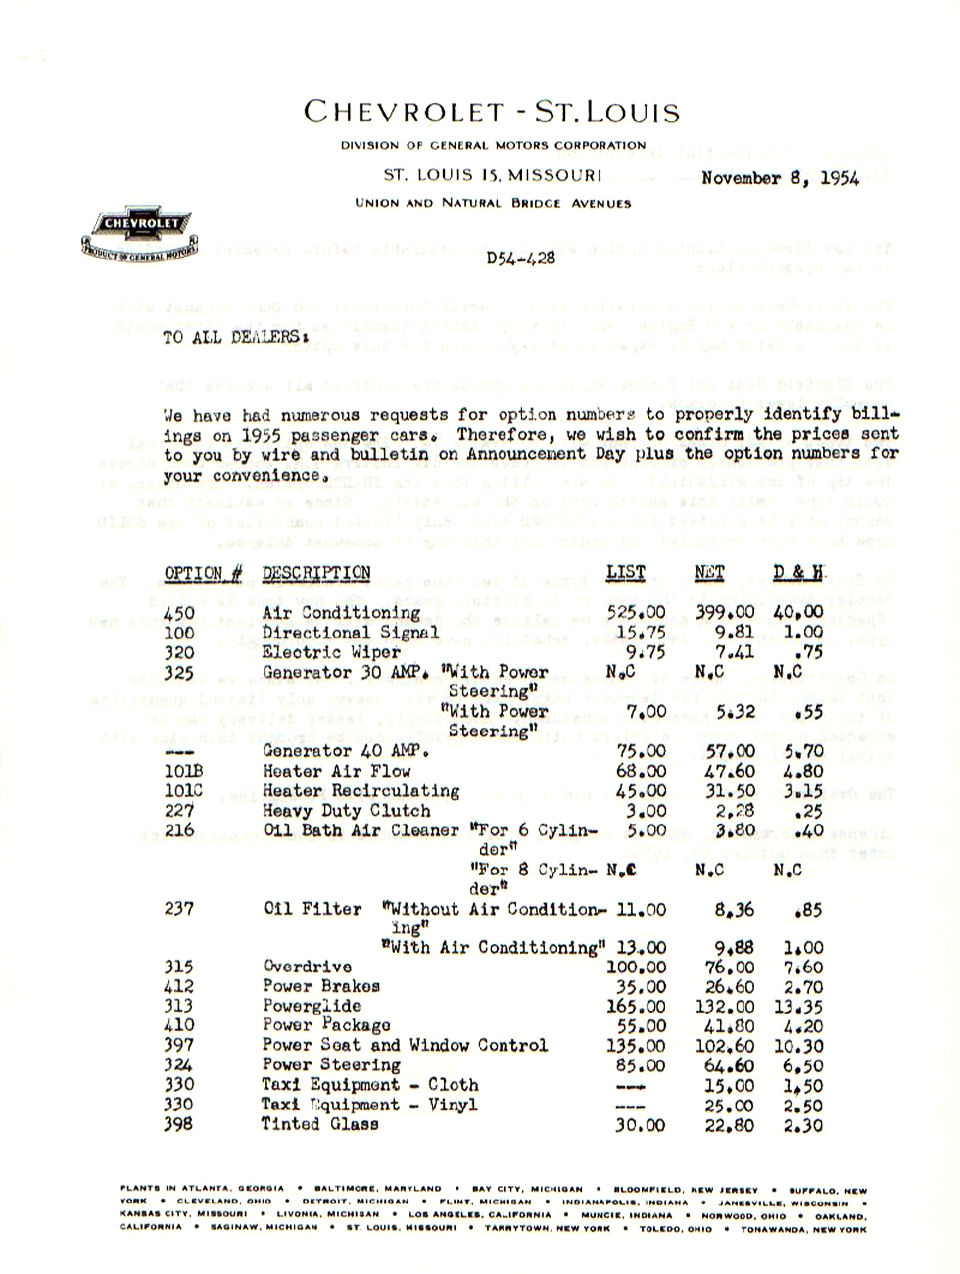 CHEVROLET - ST. LOUIS
DIVISION OF GENERAL MOTORS CORPORATION
ST. LOUIS 15, MISSOURI
November 8, 1954
UNION AND NATURAL BRIDGE AVENUES
CHEVROLET
PRODUCT OF GENERAL MOTORS
D54-428
TO ALL DEALERS:
We have had numerous requests for option numbers to properly identify bill-
ings on 1955 passenger cars. Therefore, we wish to confirm the prices sent
to you by wire and bulletin on Announcement Day plus the option numbers for
your convenience.
OPTION # DESCRIPTION LIST NET D & H
450 Air Conditioning 525.00 399.00 40.00
100 Directional Signal 15.75 9.81 1.00
320 Electric Wiper 9.75 7.41 .75
325 Generator 30 AMP. "With Power N.C N.C N.C
Steering"
"With Power 7.00 5.32 .55
Steering"
--- Generator 40 AMP. 75.00 57.00 5.70
101B Heater Air Flow 68.00 47.60 4.80
101C Heater Recirculating 45.00 31.50 3.15
227 Heavy Duty Clutch 3.00 2.28 .25
216 Oil Bath Air Cleaner "For 6 Cylin- 5.00 3.80 .40
der"
"For 8 Cylin- N.C N.C N.C
der"
237 Oil Filter "Without Air Condition- 11.00 8.36 .85
ing"
"With Air Conditioning" 13.00 9.88 1.00
315 Overdrive 100.00 76.00 7.60
412 Power Brakes 35.00 26.60 2.70
313 Powerglide 165.00 132.00 13.35
410 Power Package 55.00 41.80 4.20
397 Power Seat and Window Control 135.00 102.60 10.30
324 Power Steering 85.00 64.60 6.50
330 Taxi Equipment - Cloth --- 15.00 1.50
330 Taxi Equipment - Vinyl --- 25.00 2.50
398 Tinted Glass 30.00 22.80 2.30
PLANTS IN ATLANTA, GEORGIA • BALTIMORE, MARYLAND • BAY CITY, MICHIGAN • BLOOMFIELD, NEW JERSEY • BUFFALO, NEW
YORK • CLEVELAND, OHIO • DETROIT, MICHIGAN • FLINT, MICHIGAN • INDIANAPOLIS, INDIANA • JANESVILLE, WISCONSIN •
KANSAS CITY, MISSOURI • LIVONIA, MICHIGAN • LOS ANGELES, CALIFORNIA • MUNCIE, INDIANA • NORWOOD, OHIO • OAKLAND,
CALIFORNIA • SAGINAW, MICHIGAN • ST. LOUIS, MISSOURI • TARRYTOWN, NEW YORK • TOLEDO, OHIO • TONAWANDA, NEW YORK